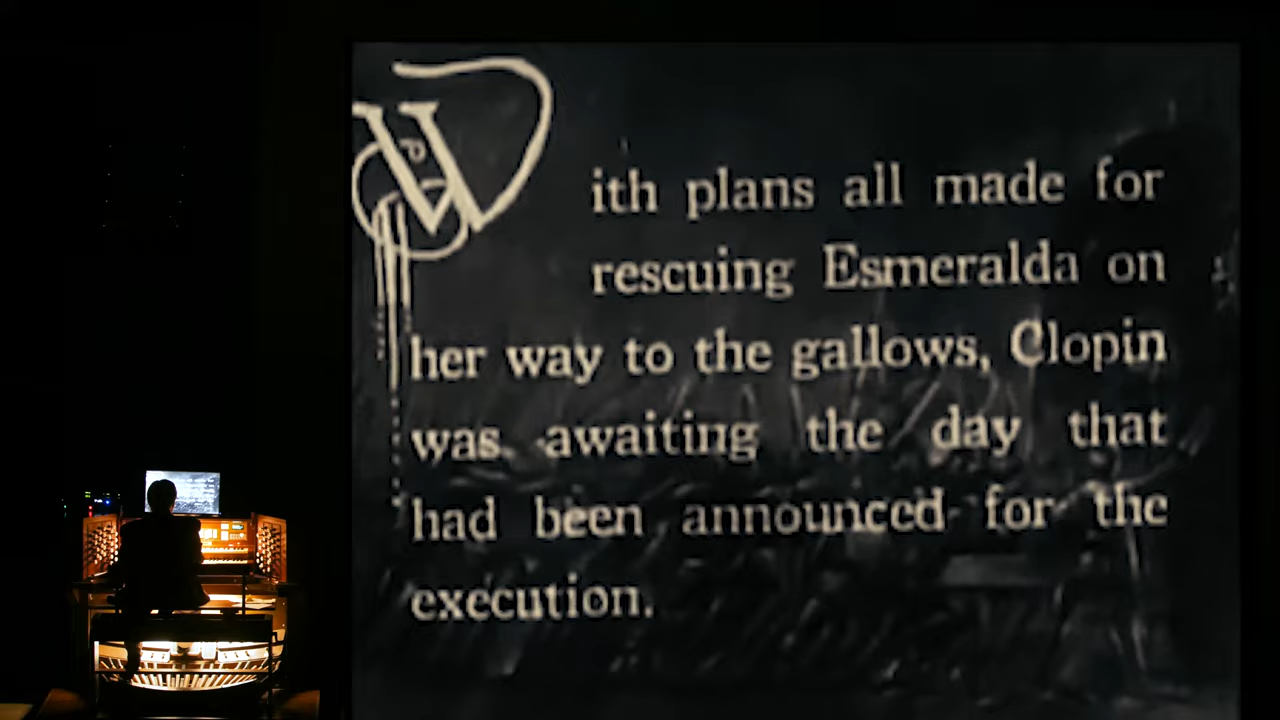 With plans all made for
rescuing Esmeralda on
her way to the gallows, Clopin
was awaiting the day that
had been announced for the
execution.